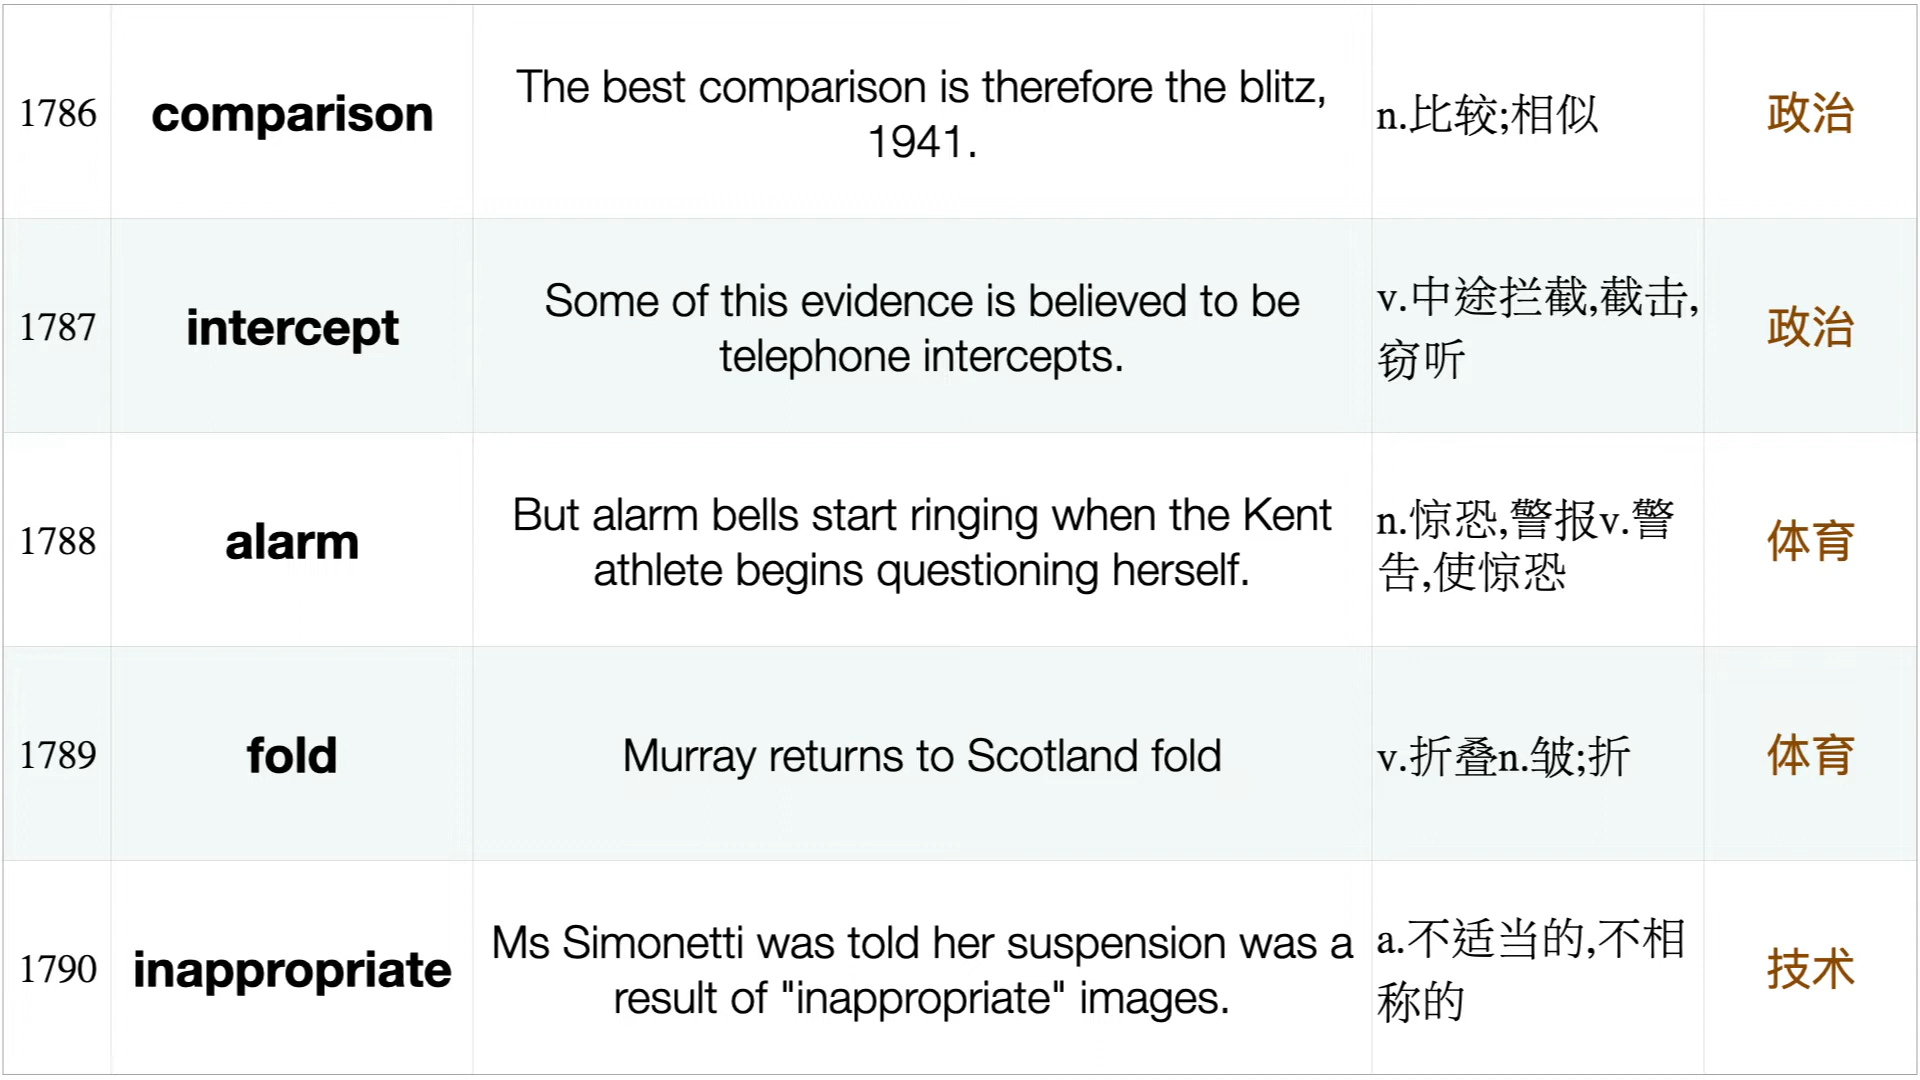 1786
comparison
The best comparison is therefore the blitz,
1941.
n.比较;相似
政治
1787
intercept
Some of this evidence is believed to be
telephone intercepts.
v.中途拦截,截击,
窃听
政治
1788
alarm
But alarm bells start ringing when the Kent
athlete begins questioning herself.
n.惊恐,警报v.警
告,使惊恐
体育
1789
fold
Murray returns to Scotland fold
v.折叠n.皱;折
体育
1790
inappropriate
Ms Simonetti was told her suspension was a
result of "inappropriate" images.
a.不适当的,不相
称的
技术